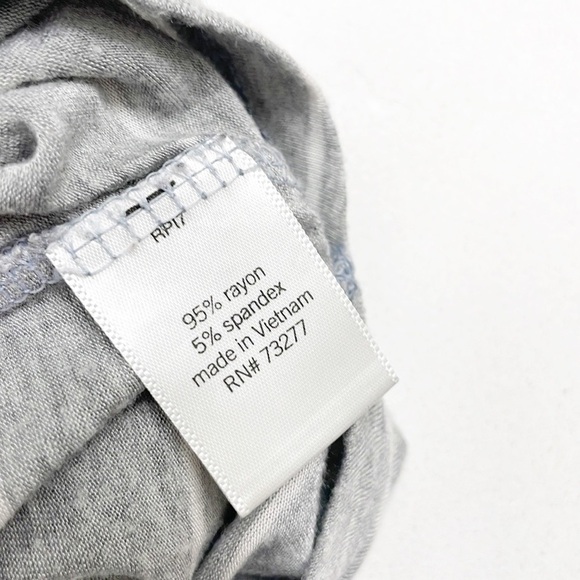 RP17
95% rayon
5% spandex
made in Vietnam
RN# 73277